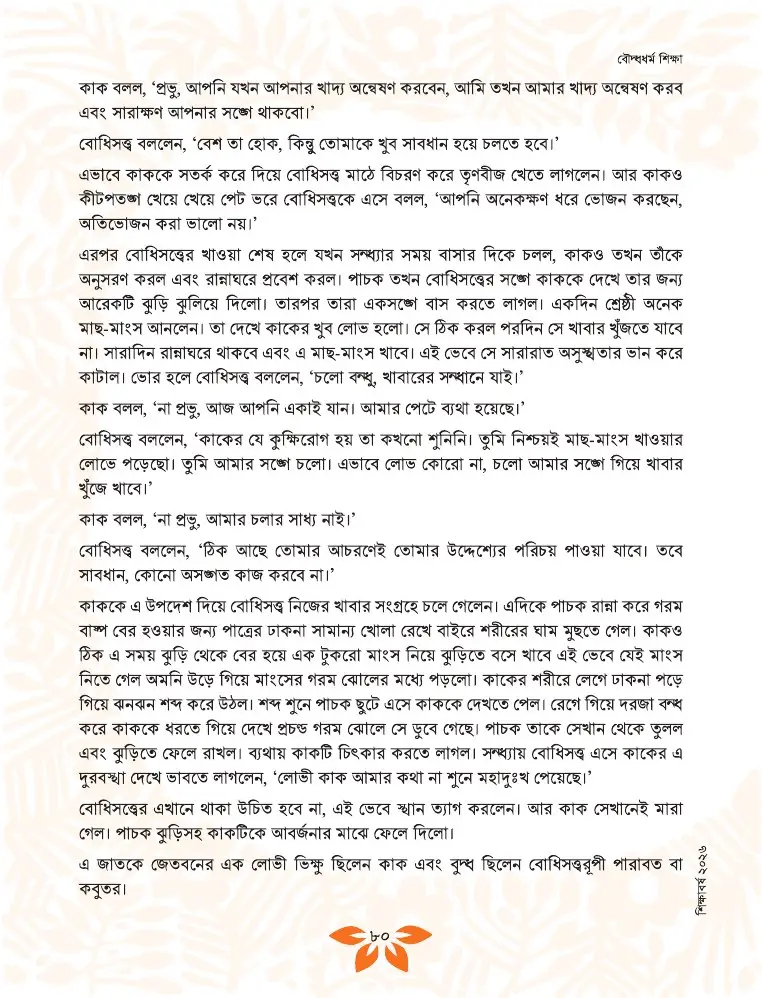 বৌদ্ধধর্ম শিক্ষা
কাক বলল, ‘প্রভু, আপনি যখন আপনার খাদ্য অন্বেষণ করবেন, আমি তখন আমার খাদ্য অন্বেষণ করব
এবং সারাক্ষণ আপনার সঙ্গে থাকবো।’
বোধিসত্ত্ব বললেন, ‘বেশ তা হোক, কিন্তু তোমাকে খুব সাবধান হয়ে চলতে হবে।’
এভাবে কাককে সতর্ক করে দিয়ে বোধিসত্ত্ব মাঠে বিচরণ করে তৃণবীজ খেতে লাগলেন। আর কাকও
কীটপতঙ্গ খেয়ে খেয়ে পেট ভরে বোধিসত্ত্বকে এসে বলল, ‘আপনি অনেকক্ষণ ধরে ভোজন করছেন,
অতিভোজন করা ভালো নয়।’
এরপর বোধিসত্ত্বের খাওয়া শেষ হলে যখন সন্ধ্যার সময় বাসার দিকে চলল, কাকও তখন তাঁকে
অনুসরণ করল এবং রান্নাঘরে প্রবেশ করল। পাচক তখন বোধিসত্ত্বের সঙ্গে কাককে দেখে তার জন্য
আরেকটি ঝুড়ি ঝুলিয়ে দিলো। তারপর তারা একসঙ্গে বাস করতে লাগল। একদিন শ্রেষ্ঠী অনেক
মাছ-মাংস আনলেন। তা দেখে কাকের খুব লোভ হলো। সে ঠিক করল পরদিন সে খাবার খুঁজতে যাবে
না। সারাদিন রান্নাঘরে থাকবে এবং এ মাছ-মাংস খাবে। এই ভেবে সে সারারাত অসুস্থতার ভান করে
কাটাল। ভোর হলে বোধিসত্ত্ব বললেন, ‘চলো বন্ধু, খাবারের সন্ধানে যাই।’
কাক বলল, ‘না প্রভু, আজ আপনি একাই যান। আমার পেটে ব্যথা হয়েছে।’
বোধিসত্ত্ব বললেন, ‘কাকের যে কুক্ষিরোগ হয় তা কখনো শুনিনি। তুমি নিশ্চয়ই মাছ-মাংস খাওয়ার
লোভে পড়েছো। তুমি আমার সঙ্গে চলো। এভাবে লোভ কোরো না, চলো আমার সঙ্গে গিয়ে খাবার
খুঁজে খাবে।’
কাক বলল, ‘না প্রভু, আমার চলার সাধ্য নাই।’
বোধিসত্ত্ব বললেন, ‘ঠিক আছে তোমার আচরণেই তোমার উদ্দেশ্যের পরিচয় পাওয়া যাবে। তবে
সাবধান, কোনো অসঙ্গত কাজ করবে না।’
কাককে এ উপদেশ দিয়ে বোধিসত্ত্ব নিজের খাবার সংগ্রহে চলে গেলেন। এদিকে পাচক রান্না করে গরম
বাষ্প বের হওয়ার জন্য পাত্রের ঢাকনা সামান্য খোলা রেখে বাইরে শরীরের ঘাম মুছতে গেল। কাকও
ঠিক এ সময় ঝুড়ি থেকে বের হয়ে এক টুকরো মাংস নিয়ে ঝুড়িতে বসে খাবে এই ভেবে যেই মাংস
নিতে গেল অমনি উড়ে গিয়ে মাংসের গরম ঝোলের মধ্যে পড়লো। কাকের শরীরে লেগে ঢাকনা পড়ে
গিয়ে ঝনঝন শব্দ করে উঠল। শব্দ শুনে পাচক ছুটে এসে কাককে দেখতে পেল। রেগে গিয়ে দরজা বন্ধ
করে কাককে ধরতে গিয়ে দেখে প্রচন্ড গরম ঝোলে সে ডুবে গেছে। পাচক তাকে সেখান থেকে তুলল
এবং ঝুড়িতে ফেলে রাখল। ব্যথায় কাকটি চিৎকার করতে লাগল। সন্ধ্যায় বোধিসত্ত্ব এসে কাকের এ
দুরবস্থা দেখে ভাবতে লাগলেন, ‘লোভী কাক আমার কথা না শুনে মহাদুঃখ পেয়েছে।’
বোধিসত্ত্বের এখানে থাকা উচিত হবে না, এই ভেবে স্থান ত্যাগ করলেন। আর কাক সেখানেই মারা
গেল। পাচক ঝুড়িসহ কাকটিকে আবর্জনার মাঝে ফেলে দিলো।
এ জাতকে জেতবনের এক লোভী ভিক্ষু ছিলেন কাক এবং বুদ্ধ ছিলেন বোধিসত্ত্বরূপী পারাবত বা
কবুতর।
শিক্ষাবর্ষ ২০২৬
৮০